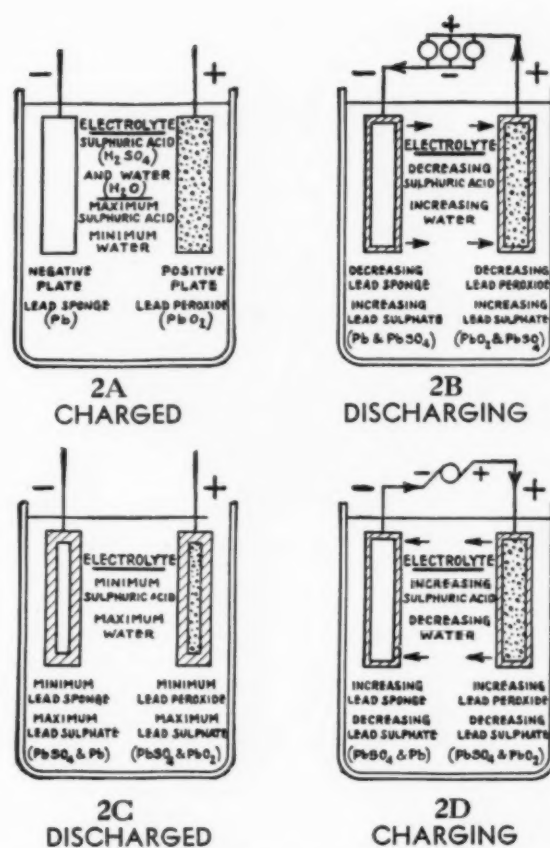 −
+
ELECTROLYTE
SULPHURIC ACID
(H₂SO₄)
AND WATER
(H₂O)
MAXIMUM
SULPHURIC ACID
MINIMUM
WATER
NEGATIVE
PLATE
LEAD SPONGE
(Pb)
POSITIVE
PLATE
LEAD PEROXIDE
(PbO₂)
2A
CHARGED
+
−
−
+
ELECTROLYTE
DECREASING
SULPHURIC ACID
INCREASING
WATER
DECREASING
LEAD SPONGE
INCREASING
LEAD SULPHATE
(Pb & PbSO₄)
DECREASING
LEAD PEROXIDE
INCREASING
LEAD SULPHATE
(PbO₂ & PbSO₄)
2B
DISCHARGING
−
+
ELECTROLYTE
MINIMUM
SULPHURIC ACID
MAXIMUM
WATER
MINIMUM
LEAD SPONGE
MAXIMUM
LEAD SULPHATE
(PbSO₄ & Pb)
MINIMUM
LEAD PEROXIDE
MAXIMUM
LEAD SULPHATE
(PbSO₄ & PbO₂)
2C
DISCHARGED
− +
−
+
ELECTROLYTE
INCREASING
SULPHURIC ACID
DECREASING
WATER
INCREASING
LEAD SPONGE
DECREASING
LEAD SULPHATE
(PbSO₄ & Pb)
INCREASING
LEAD PEROXIDE
DECREASING
LEAD SULPHATE
(PbSO₄ & PbO₂)
2D
CHARGING